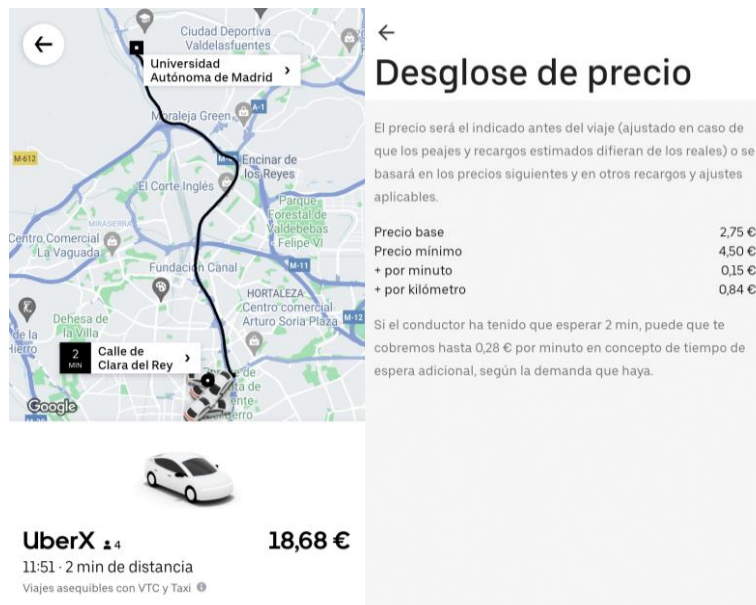 Ciudad Deportiva
Valdelasfuentes
Universidad
Autónoma de Madrid
Moraleja Green
A-1
M-612
Encinar de
los Reyes
El Corte Inglés
MIRASIERRA
Parque
Forestal de
Valdebebas
- Felipe VI
Centro Comercial
La Vaguada
Fundación Canal
M-11
HORTALEZA
Centro comercial
Arturo Soria Plaza
M-12
Dehesa de
la Villa
de la
Hierro
2
MIN
Calle de
Clara del Rey
Google
UberX 4
18,68 €
11:51 · 2 min de distancia
Viajes asequibles con VTC y Taxi
Desglose de precio
El precio será el indicado antes del viaje (ajustado en caso de
que los peajes y recargos estimados difieran de los reales) o se
basará en los precios siguientes y en otros recargos y ajustes
aplicables.
Precio base 2,75 €
Precio mínimo 4,50 €
+ por minuto 0,15 €
+ por kilómetro 0,84 €
Si el conductor ha tenido que esperar 2 min, puede que te
cobremos hasta 0,28 € por minuto en concepto de tiempo de
espera adicional, según la demanda que haya.